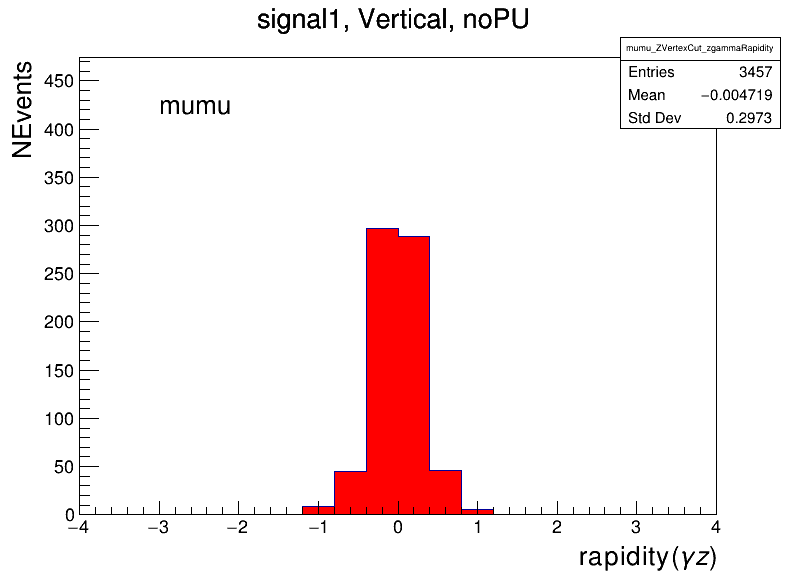 signal1, Vertical, noPU
mumu_ZVertexCut_zgammaRapidity
Entries 3457
Mean −0.004719
Std Dev 0.2973
NEvents
mumu
450
400
350
300
250
200
150
100
50
0
−4 −3 −2 −1 0 1 2 3 4
rapidity(γz)